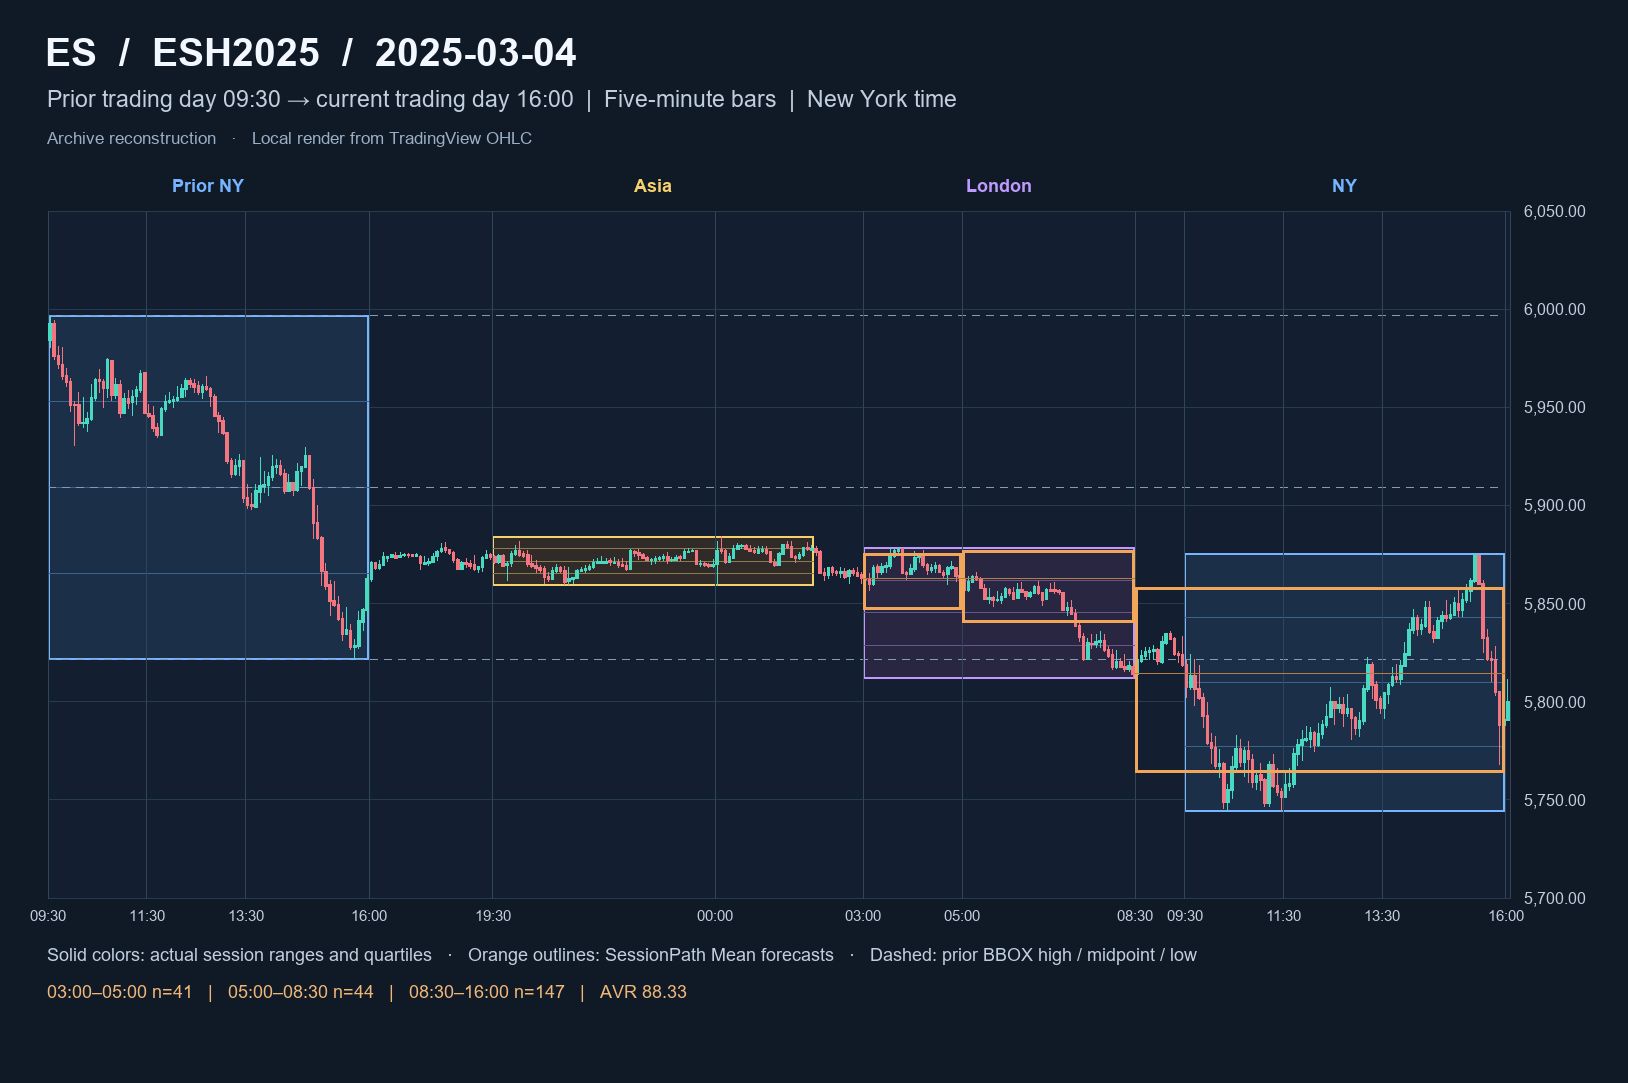 ES / ESH2025 / 2025-03-04
Prior trading day 09:30 → current trading day 16:00 | Five-minute bars | New York time
Archive reconstruction · Local render from TradingView OHLC
Prior NY Asia London NY
6,050.00
6,000.00
5,950.00
5,900.00
5,850.00
5,800.00
5,750.00
5,700.00
09:30 11:30 13:30 16:00 19:30 00:00 03:00 05:00 08:30 09:30 11:30 13:30 16:00
Solid colors: actual session ranges and quartiles · Orange outlines: SessionPath Mean forecasts · Dashed: prior BBOX high / midpoint / low
03:00–05:00 n=41 | 05:00–08:30 n=44 | 08:30–16:00 n=147 | AVR 88.33